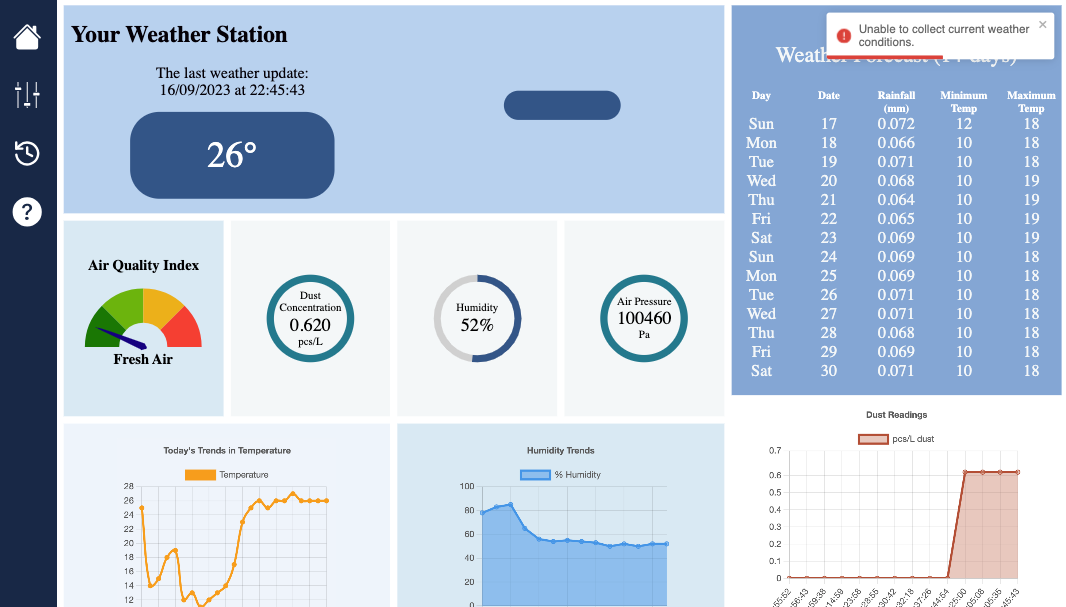 Your Weather Station
The last weather update:
16/09/2023 at 22:45:43
26°
Unable to collect current weather
conditions.
Day Date Rainfall (mm) Minimum Temp Maximum Temp
Sun 17 0.072 12 18
Mon 18 0.066 10 18
Tue 19 0.071 10 18
Wed 20 0.068 10 19
Thu 21 0.064 10 19
Fri 22 0.065 10 19
Sat 23 0.069 10 19
Sun 24 0.069 10 18
Mon 25 0.069 10 18
Tue 26 0.071 10 18
Wed 27 0.071 10 18
Thu 28 0.068 10 18
Fri 29 0.069 10 18
Sat 30 0.071 10 18
Air Quality Index
Fresh Air
Dust
Concentration
0.620
pcs/L
Humidity
52%
Air Pressure
100460
Pa
Today's Trends in Temperature
Temperature
28
26
24
22
20
18
16
14
12
Humidity Trends
% Humidity
100
80
60
40
20
0
Dust Readings
pcs/L dust
0.7
0.6
0.5
0.4
0.3
0.2
0.1
0